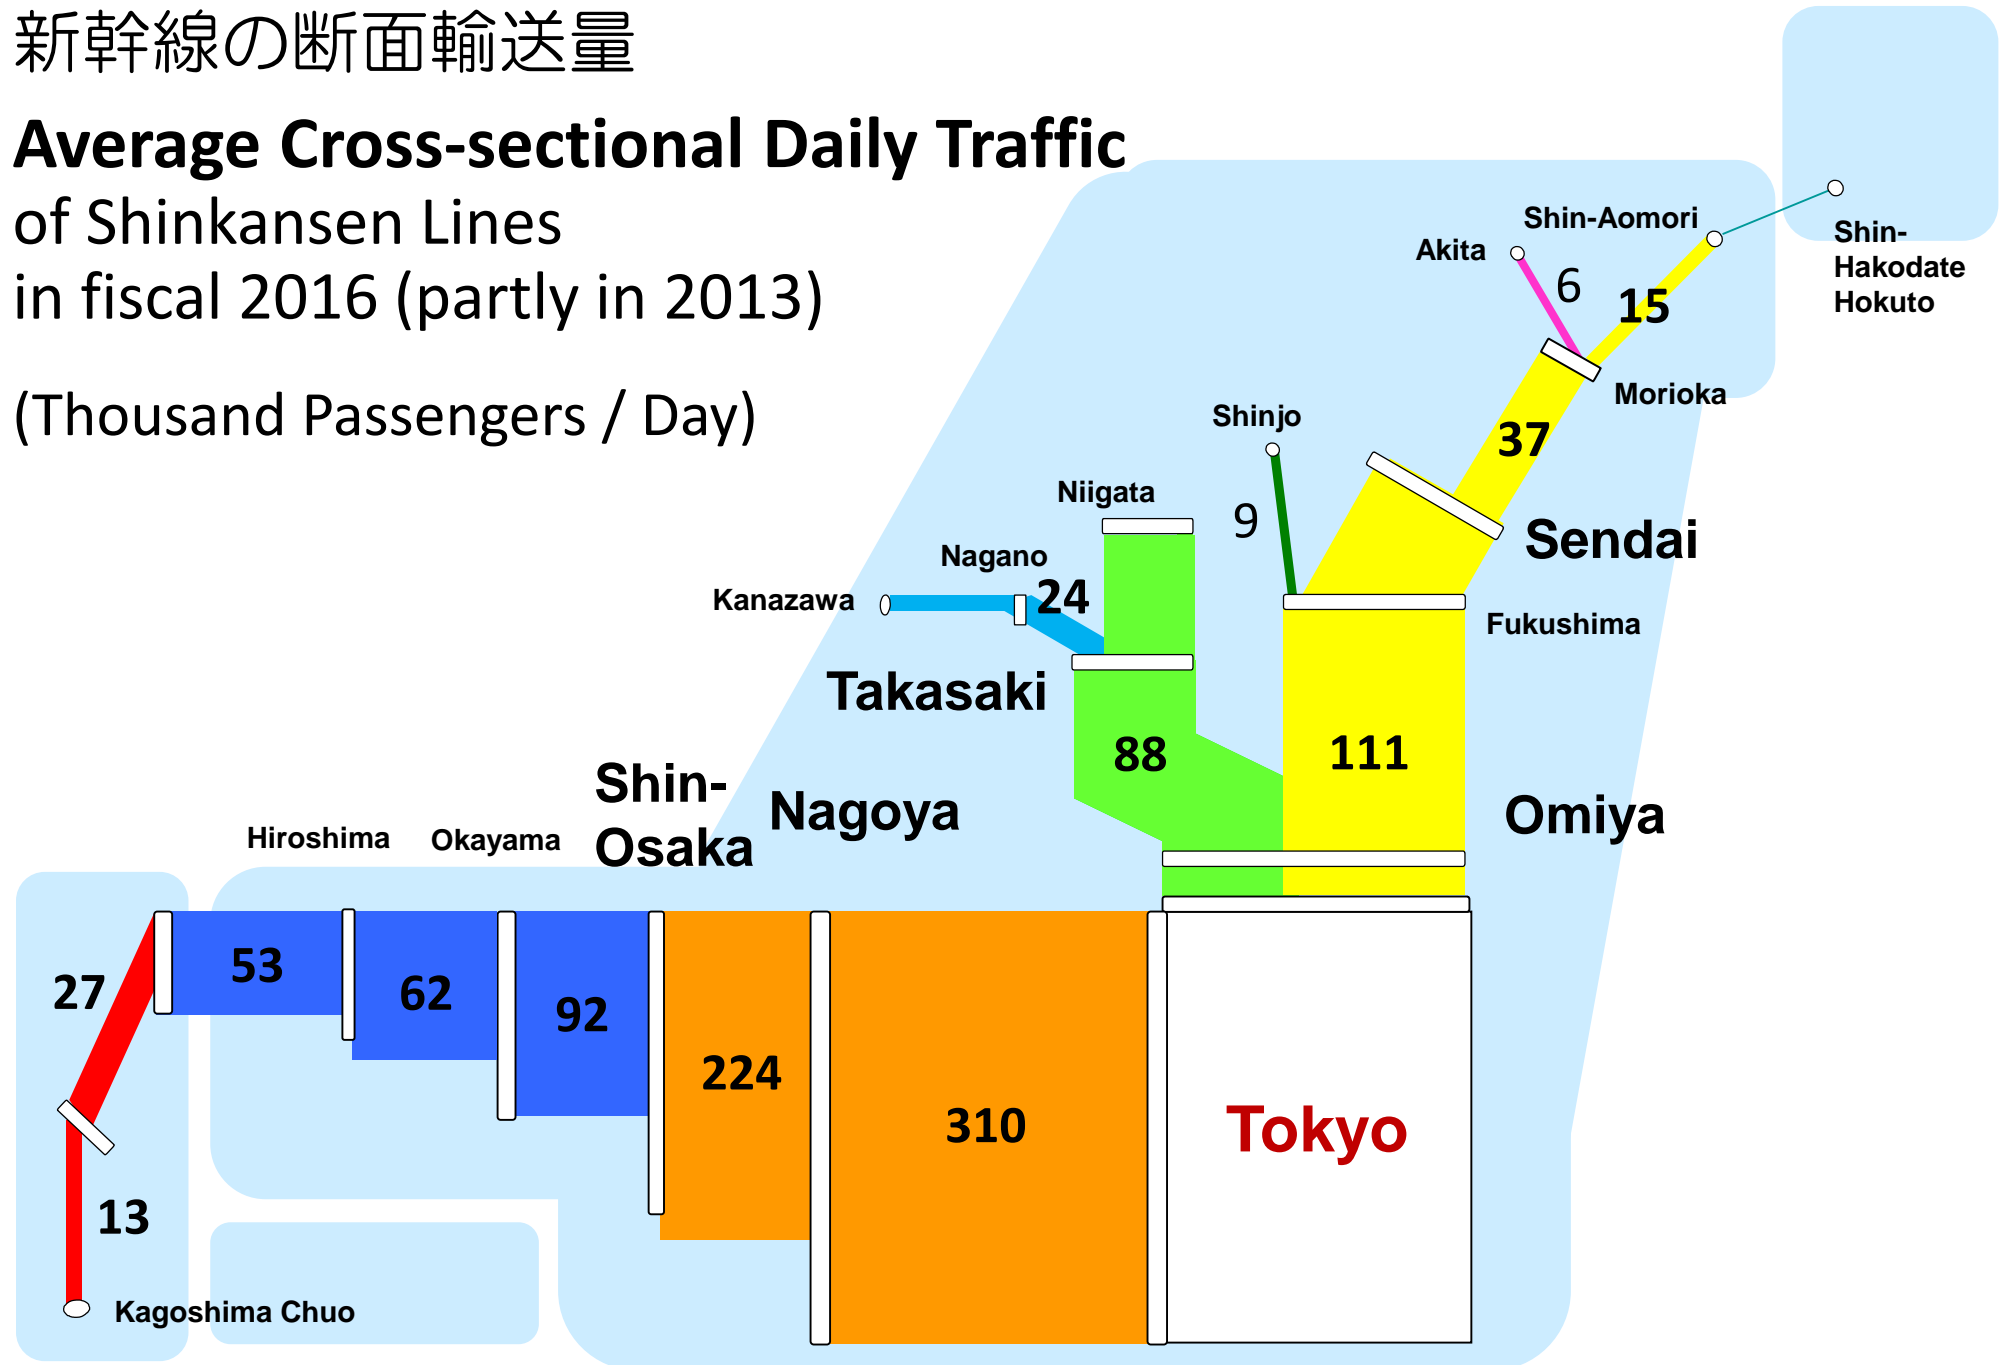 新幹線の断面輸送量
Average Cross-sectional Daily Traffic
of Shinkansen Lines
in fiscal 2016 (partly in 2013)
(Thousand Passengers / Day)
Shin-Aomori
Akita
Shin-
Hakodate
Hokuto
6
15
Morioka
Shinjo
37
Niigata
9
Sendai
Nagano
24
Kanazawa
Fukushima
Takasaki
88
111
Shin-
Osaka
Nagoya
Omiya
Hiroshima
Okayama
27
53
62
92
224
310
Tokyo
13
Kagoshima Chuo